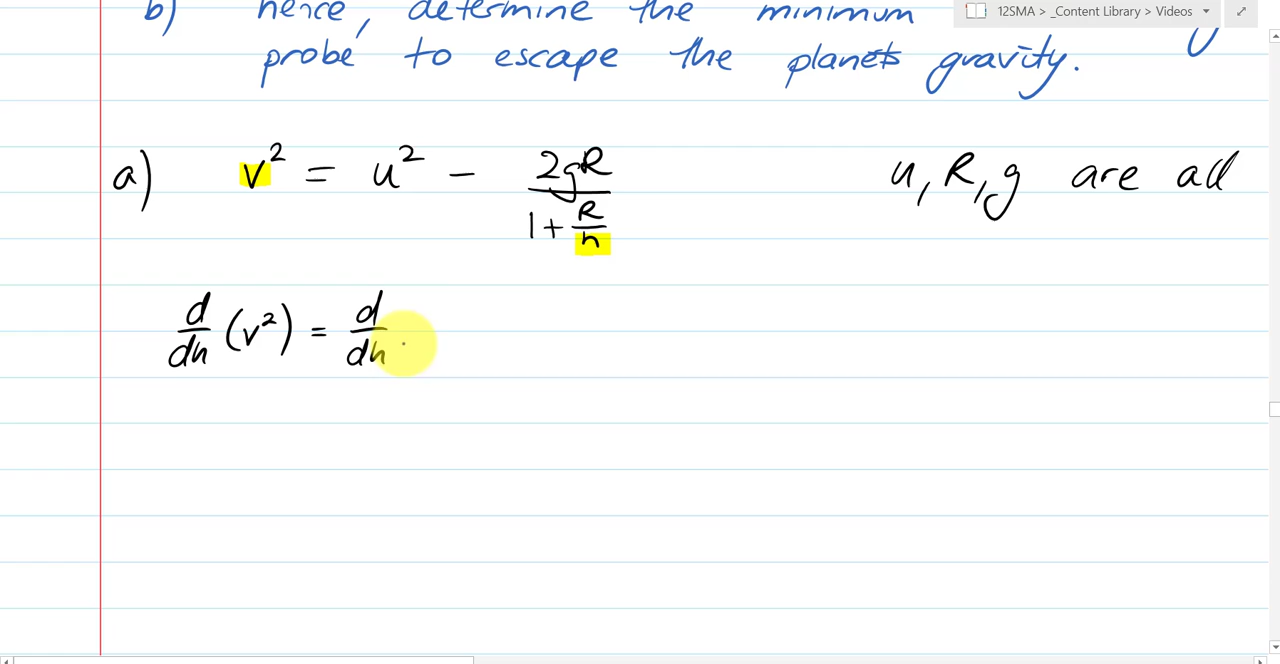 b) hence, determine the minimum
12SMA > _Content Library > Videos
probe to escape the planets gravity.
a) v² = u² - 2gR / (1 + R/h) u, R, g are all
d/dh (v²) = d/dh